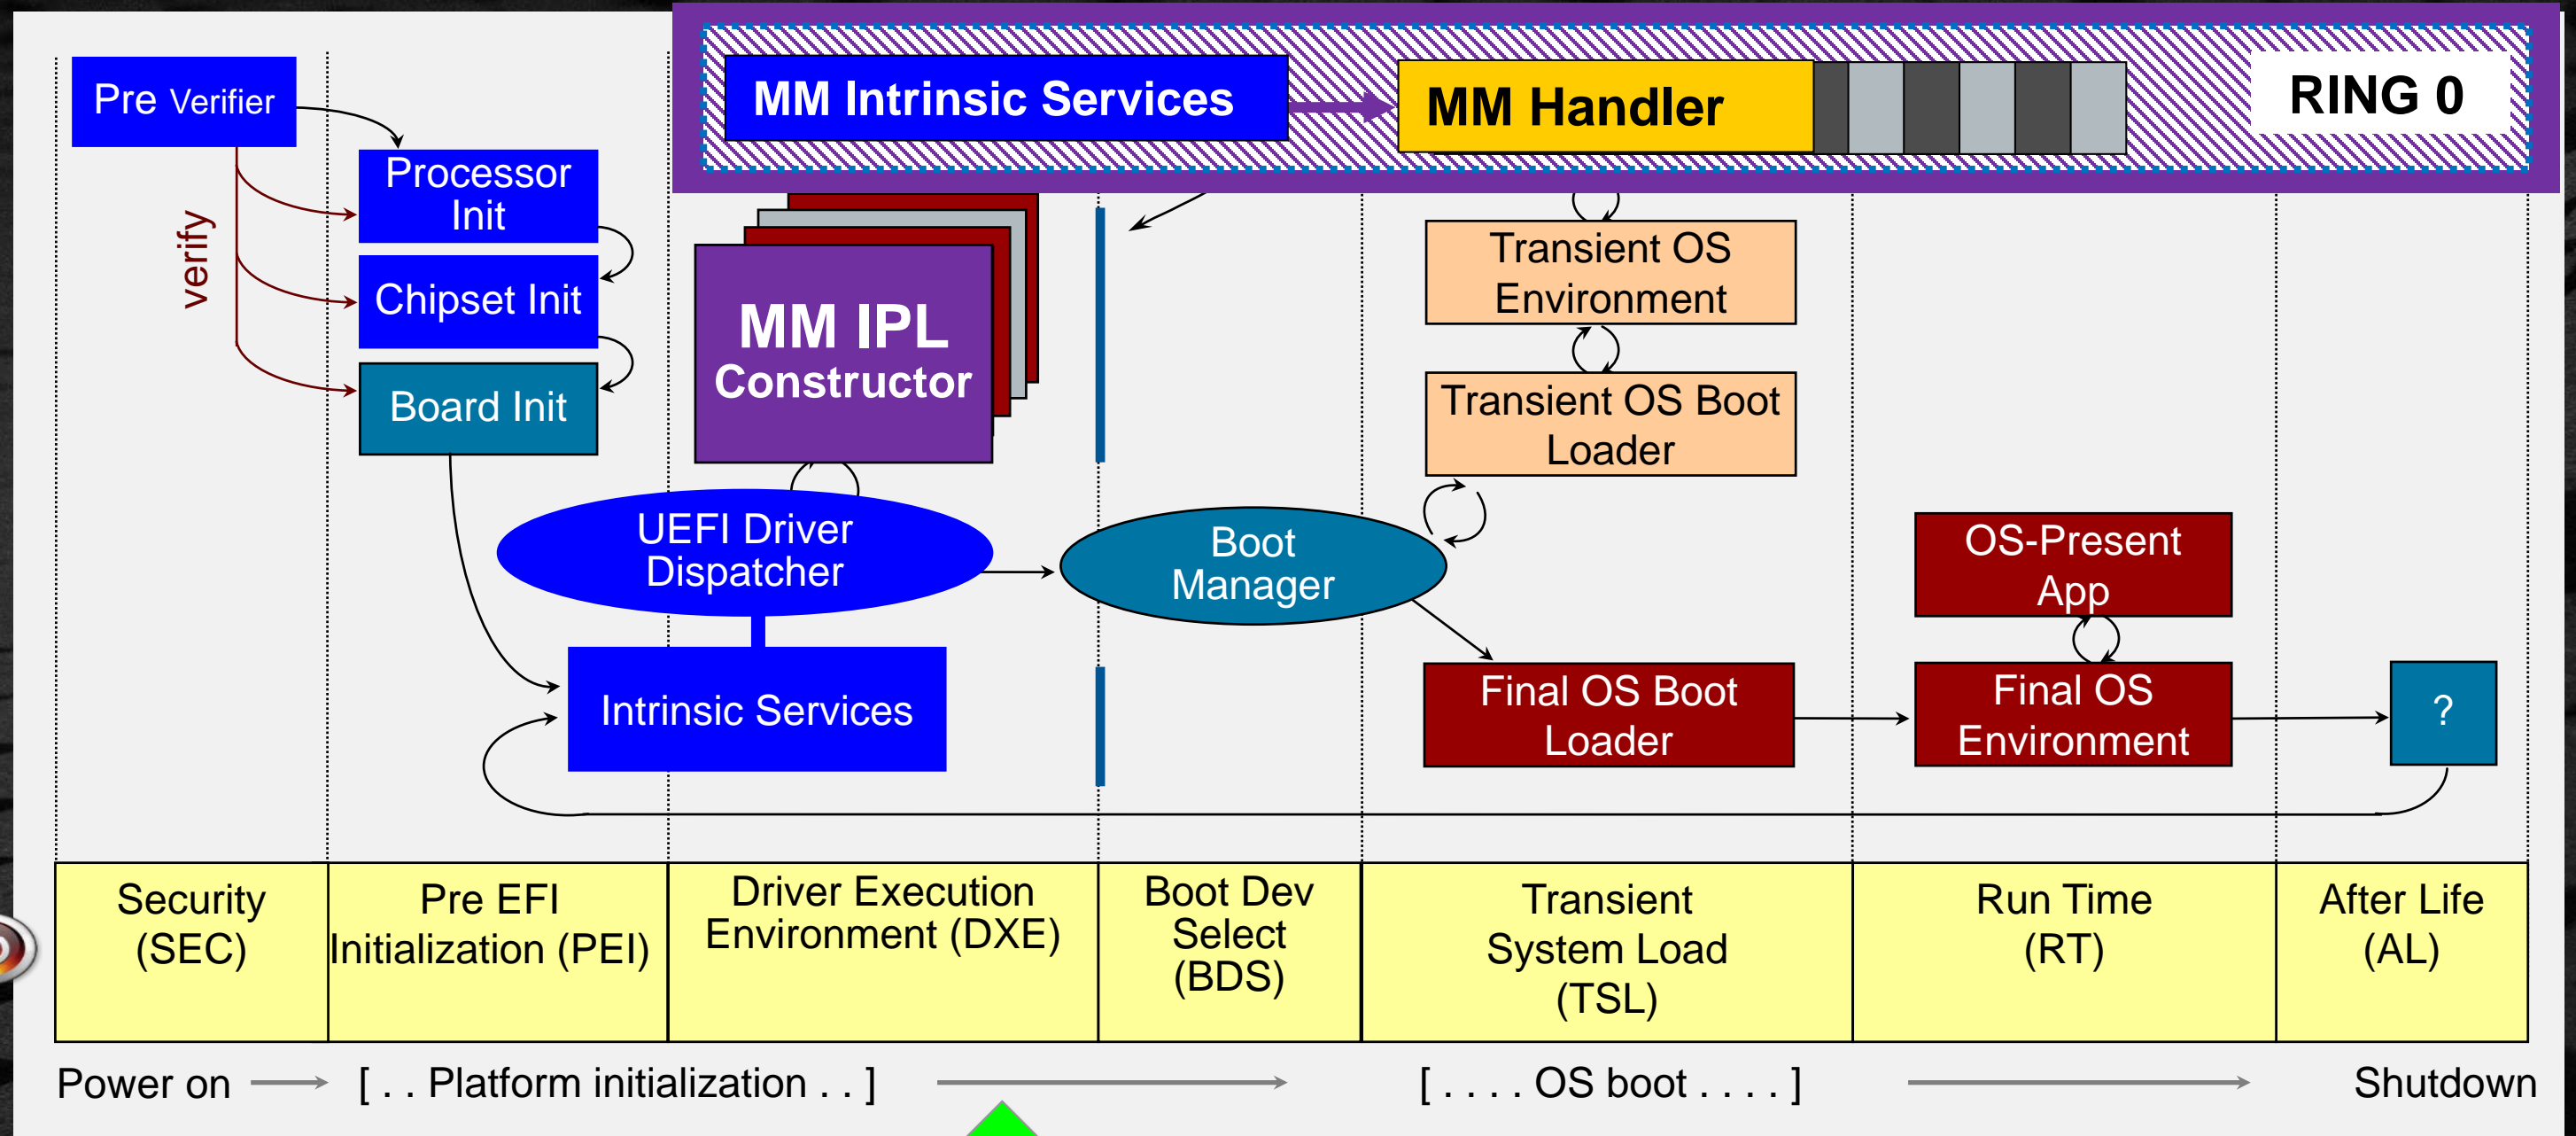 Pre Verifier
MM Intrinsic Services
MM Handler
RING 0
verify
Processor
Init
Chipset Init
Board Init
MM IPL
Constructor
Transient OS
Environment
Transient OS Boot
Loader
UEFI Driver
Dispatcher
Boot
Manager
OS-Present
App
Intrinsic Services
Final OS Boot
Loader
Final OS
Environment
?
Security
(SEC)
Pre EFI
Initialization (PEI)
Driver Execution
Environment (DXE)
Boot Dev
Select
(BDS)
Transient
System Load
(TSL)
Run Time
(RT)
After Life
(AL)
Power on
[ . . Platform initialization . . ]
[ . . . . OS boot . . . . ]
Shutdown